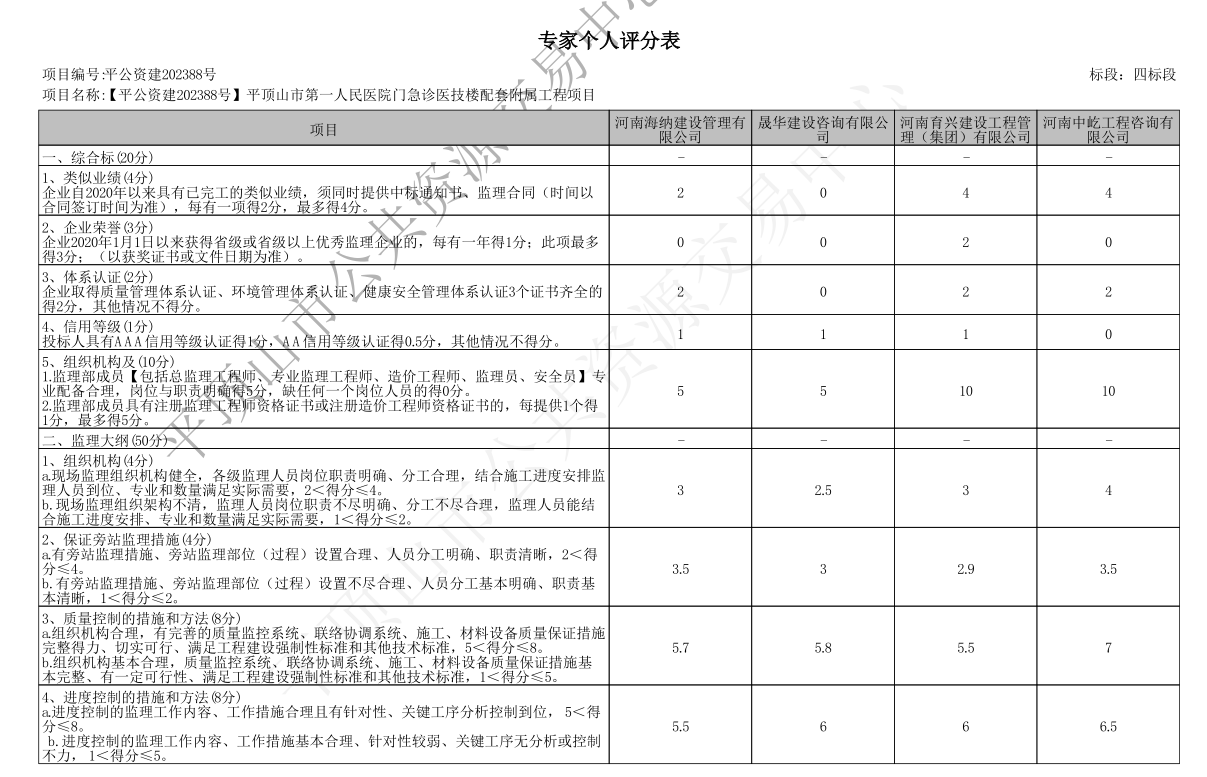 专家个人评分表
项目编号:平公资建202388号
标段：四标段
项目名称:【平公资建202388号】平顶山市第一人民医院门急诊医技楼配套附属工程项目
项目
河南海纳建设管理有
限公司
晟华建设咨询有限公
司
河南育兴建设工程管
理（集团）有限公司
河南中屹工程咨询有
限公司
一、综合标(20分)
－ － － －
1、类似业绩(4分)
企业自2020年以来具有已完工的类似业绩，须同时提供中标通知书、监理合同（时间以
合同签订时间为准），每有一项得2分，最多得4分。
2 0 4 4
2、企业荣誉(3分)
企业2020年1月1日以来获得省级或省级以上优秀监理企业的，每有一年得1分；此项最多
得3分；（以获奖证书或文件日期为准）。
0 0 2 0
3、体系认证(2分)
企业取得质量管理体系认证、环境管理体系认证、健康安全管理体系认证3个证书齐全的
得2分，其他情况不得分。
2 0 2 2
4、信用等级(1分)
投标人具有AAA信用等级认证得1分，AA信用等级认证得0.5分，其他情况不得分。
1 1 1 0
5、组织机构及(10分)
1.监理部成员【包括总监理工程师、专业监理工程师、造价工程师、监理员、安全员】专
业配备合理，岗位与职责明确得5分，缺任何一个岗位人员的得0分。
2.监理部成员具有注册监理工程师资格证书或注册造价工程师资格证书的，每提供1个得
1分，最多得5分。
5 5 10 10
二、监理大纲(50分)
－ － － －
1、组织机构(4分)
a.现场监理组织机构健全，各级监理人员岗位职责明确、分工合理，结合施工进度安排监
理人员到位、专业和数量满足实际需要，2＜得分≤4。
b.现场监理组织架构不清，监理人员岗位职责不尽明确、分工不尽合理，监理人员能结
合施工进度安排、专业和数量满足实际需要，1＜得分≤2。
3 2.5 3 4
2、保证旁站监理措施(4分)
a.有旁站监理措施、旁站监理部位（过程）设置合理、人员分工明确、职责清晰，2＜得
分≤4。
b.有旁站监理措施、旁站监理部位（过程）设置不尽合理、人员分工基本明确、职责基
本清晰，1＜得分≤2。
3.5 3 2.9 3.5
3、质量控制的措施和方法(8分)
a.组织机构合理，有完善的质量监控系统、联络协调系统、施工、材料设备质量保证措施
完整得力、切实可行、满足工程建设强制性标准和其他技术标准，5＜得分≤8。
b.组织机构基本合理，质量监控系统、联络协调系统、施工、材料设备质量保证措施基
本完整、有一定可行性、满足工程建设强制性标准和其他技术标准，1＜得分≤5。
5.7 5.8 5.5 7
4、进度控制的措施和方法(8分)
a.进度控制的监理工作内容、工作措施合理且有针对性、关键工序分析控制到位， 5＜得
分≤8。
b.进度控制的监理工作内容、工作措施基本合理、针对性较弱、关键工序无分析或控制
不力， 1＜得分≤5。
5.5 6 6 6.5
平顶山市公共资源交易中心
平顶山市公共资源交易中心